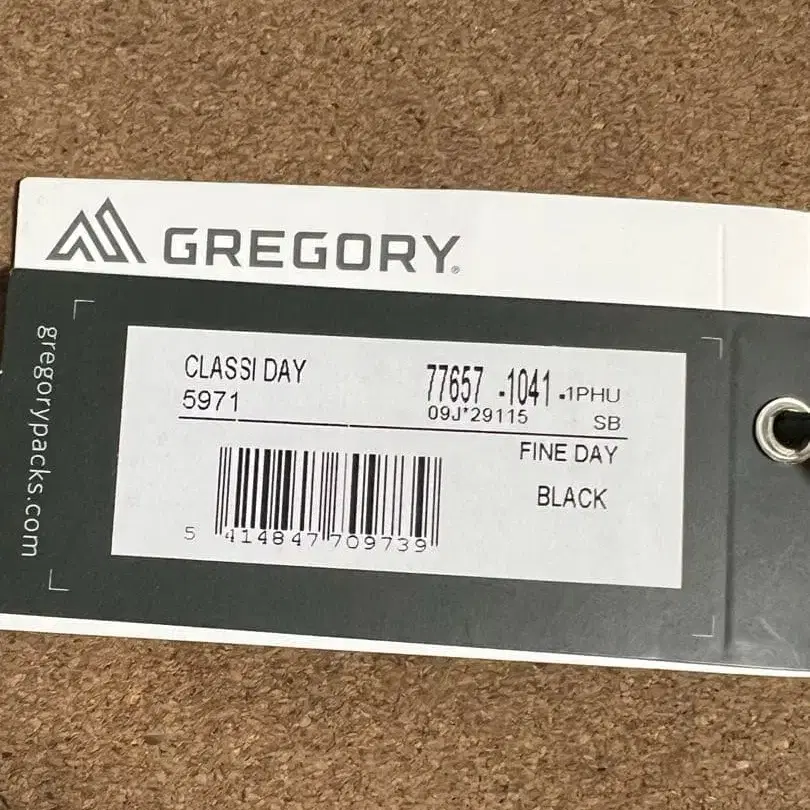 GREGORY®
gregorypacks.com
CLASSI DAY 77657 -1041 -1PHU
5971 09J*29115 SB
FINE DAY
BLACK
5 414847 709739